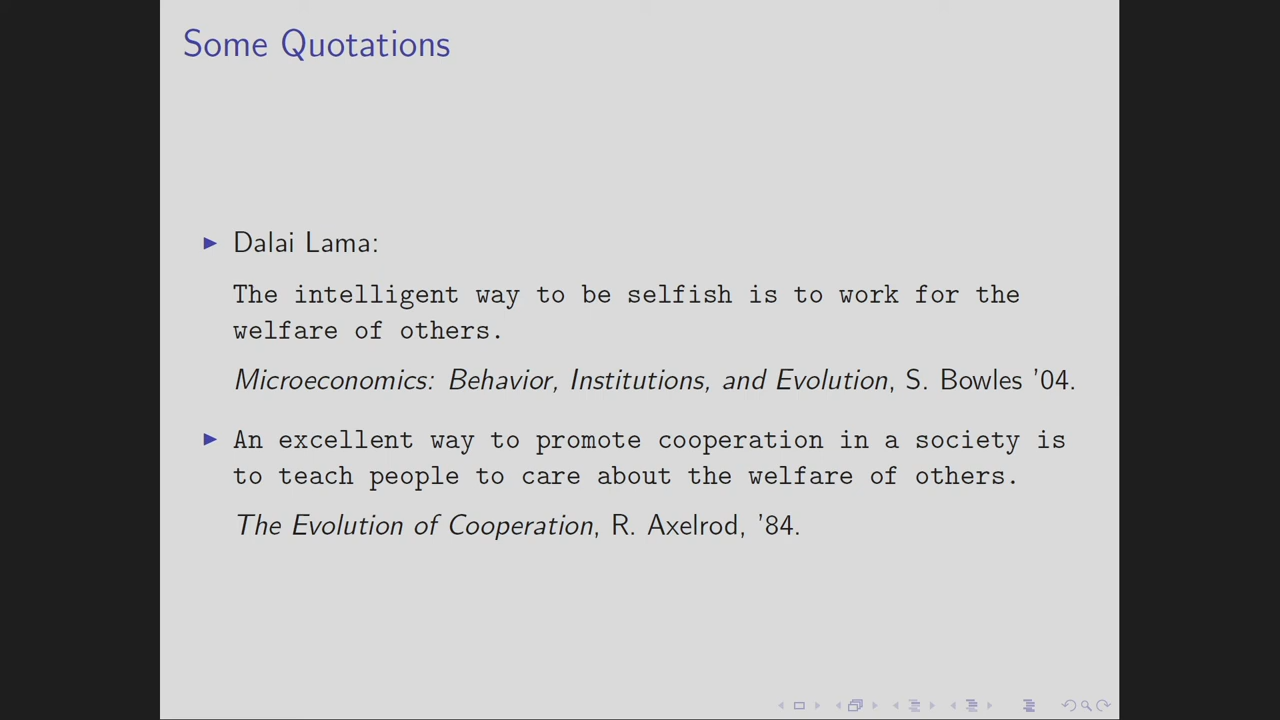 Some Quotations
Dalai Lama:
The intelligent way to be selfish is to work for the
welfare of others.
Microeconomics: Behavior, Institutions, and Evolution, S. Bowles ’04.
An excellent way to promote cooperation in a society is
to teach people to care about the welfare of others.
The Evolution of Cooperation, R. Axelrod, ’84.